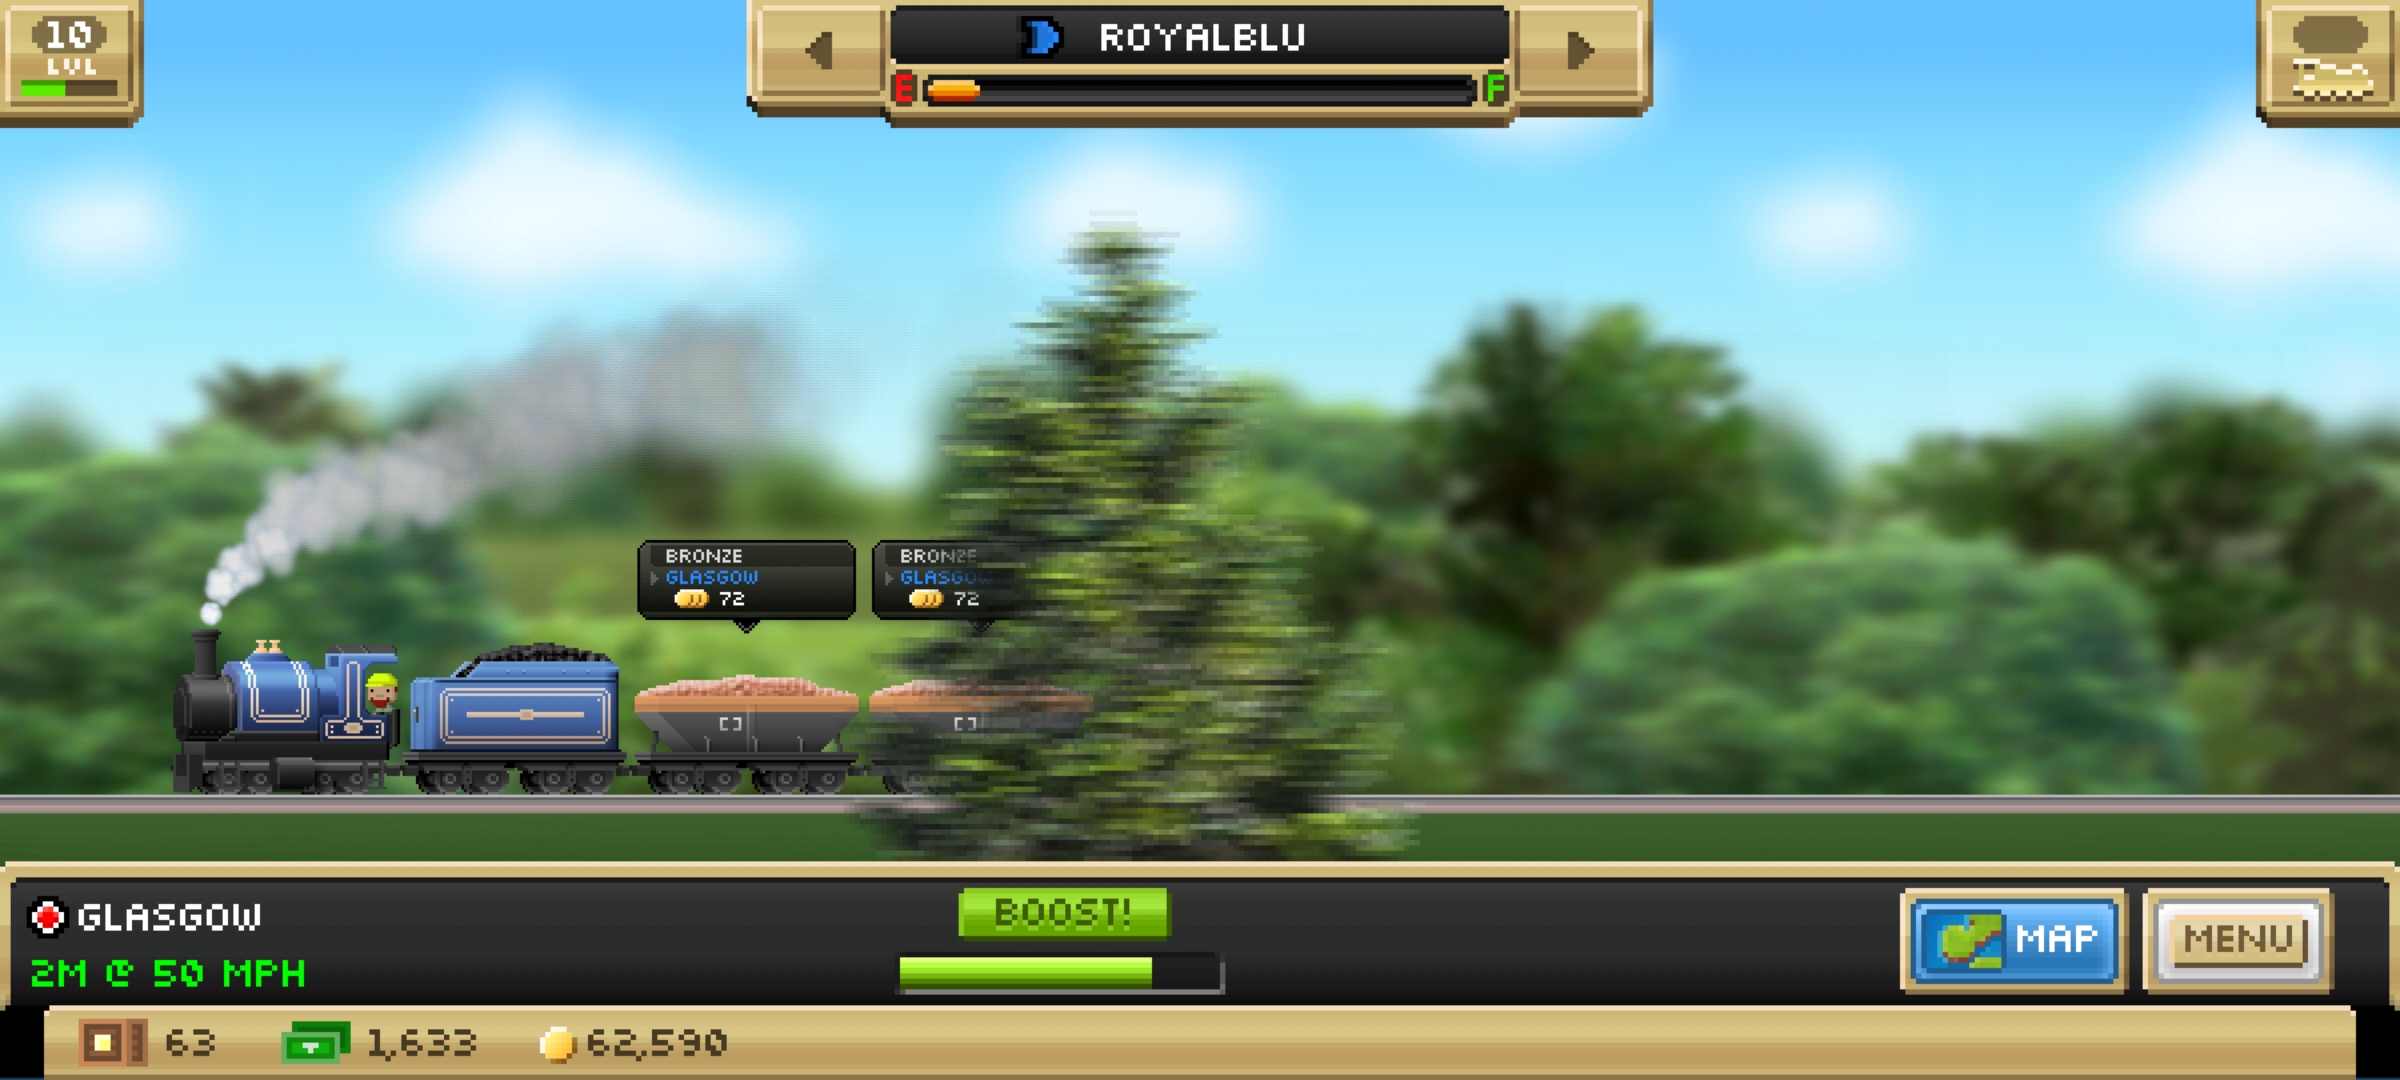 10
LVL
ROYALBLU
E F
BRONZE
GLASGOW
72
BRONZE
GLASGOW
72
GLASGOW
2M @ 50 MPH
BOOST!
MAP
MENU
63
1,633
62,590